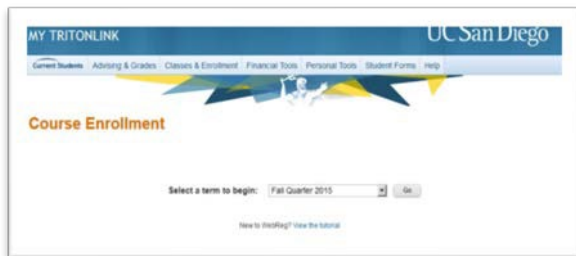 MY TRITONLINK
UC San Diego
Current Students Advising & Grades Classes & Enrollment Financial Tools Personal Tools Student Forms Help
Course Enrollment
Select a term to begin: Fall Quarter 2015 Go
New to WebReg? View the tutorial